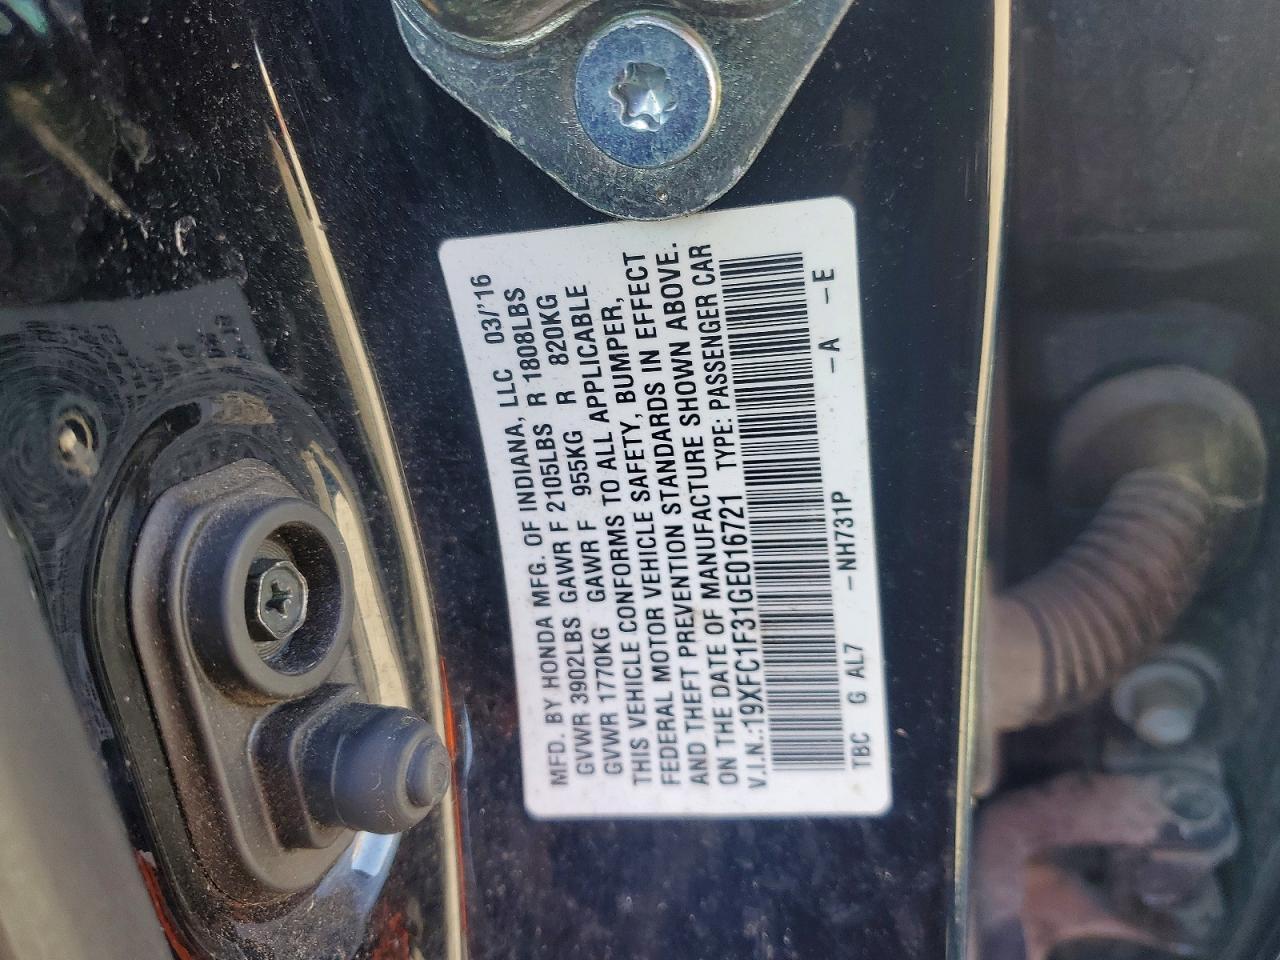 MFD. BY HONDA MFG. OF INDIANA, LLC 03/'16
GVWR 3902LBS GAWR F 2105LBS R 1808LBS
GVWR 1770KG GAWR F 955KG R 820KG
THIS VEHICLE CONFORMS TO ALL APPLICABLE
FEDERAL MOTOR VEHICLE SAFETY, BUMPER,
AND THEFT PREVENTION STANDARDS IN EFFECT
ON THE DATE OF MANUFACTURE SHOWN ABOVE.
V.I.N.:19XFC1F31GE016721 TYPE: PASSENGER CAR
TBC G AL7 -NH731P -A -E